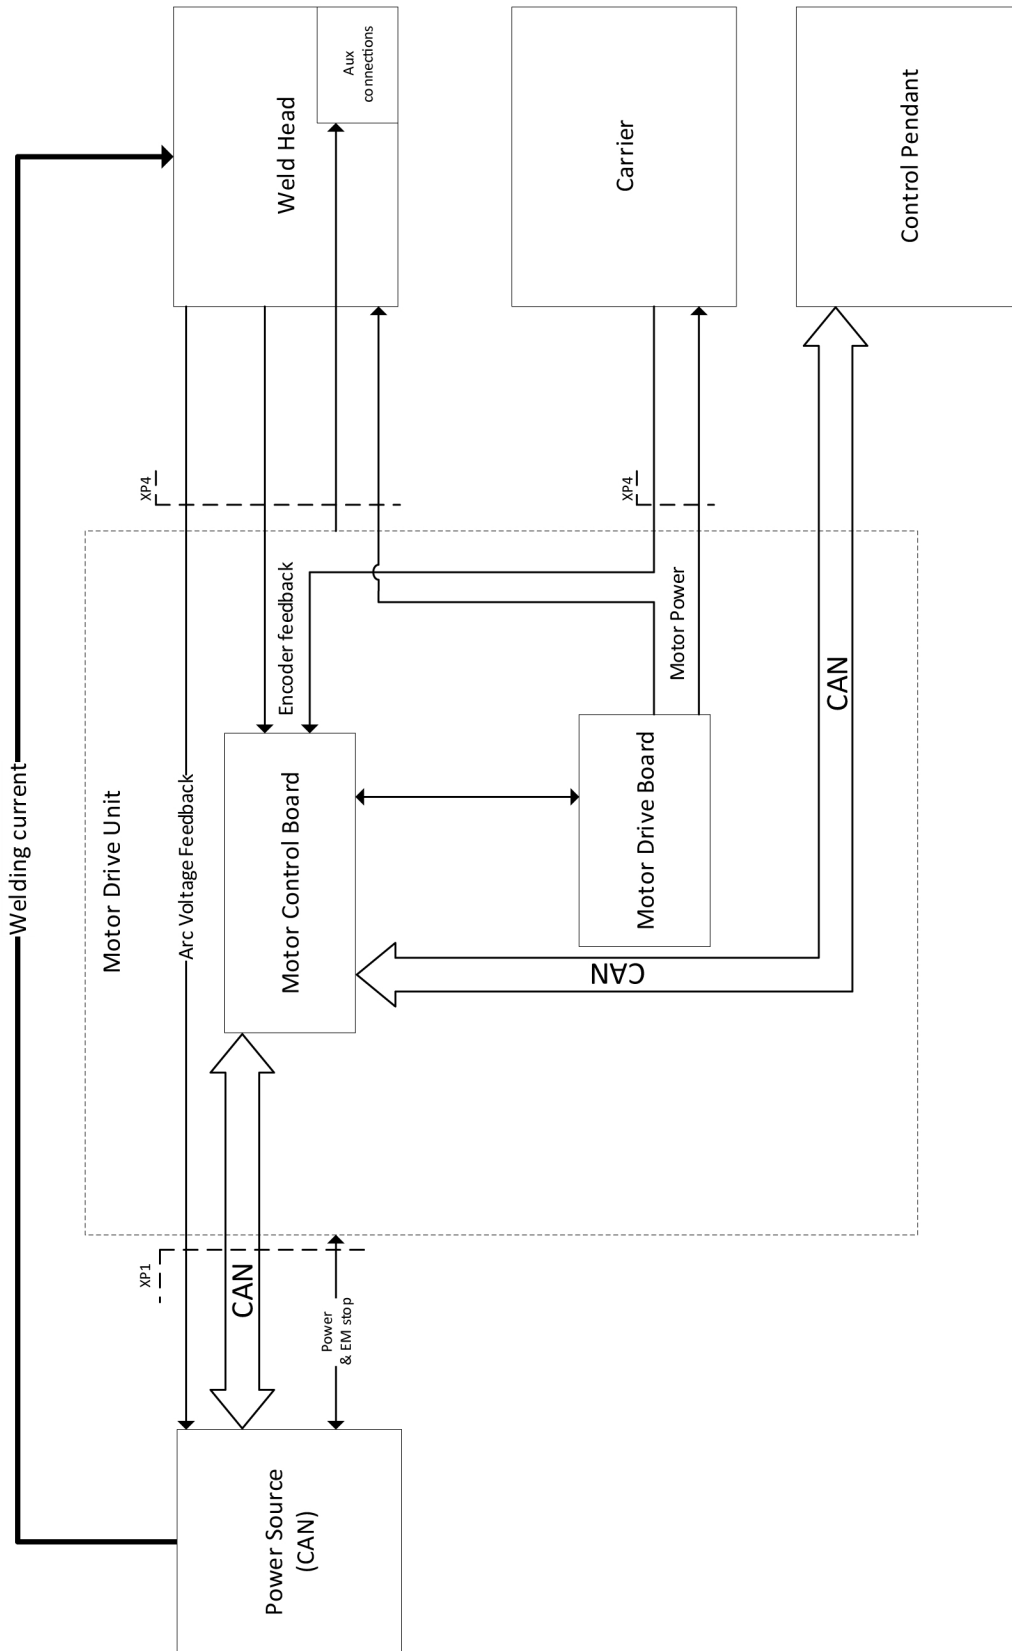 Welding current
Motor Drive Unit
Arc Voltage Feedback
XP1
XP4
Power Source
(CAN)
CAN
Power
& EM stop
Motor Control Board
Encoder feedback
Weld Head
Aux
connections
CAN
Motor Drive Board
Motor Power
XP4
Carrier
CAN
Control Pendant